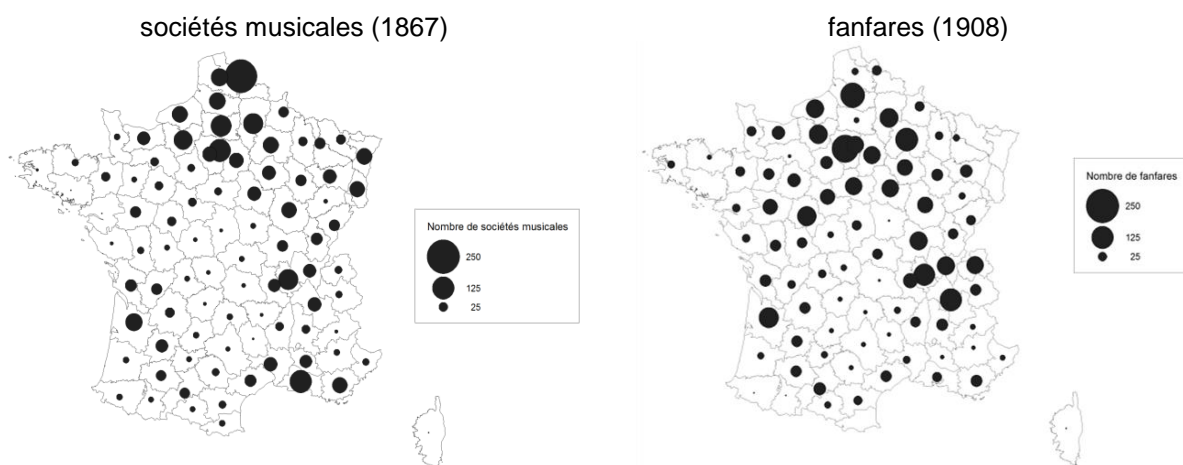 sociétés musicales (1867)
fanfares (1908)
Nombre de sociétés musicales
250
125
25
Nombre de fanfares
250
125
25